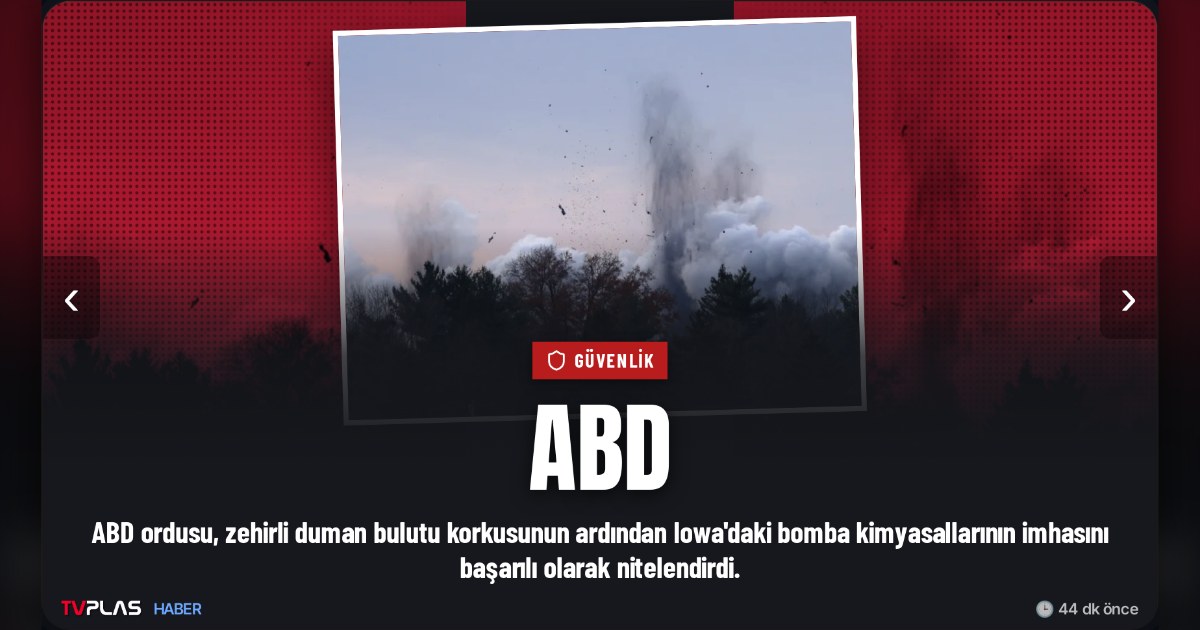 GÜVENLİK
ABD
ABD ordusu, zehirli duman bulutu korkusunun ardından Iowa'daki bomba kimyasallarının imhasını
başarılı olarak nitelendirdi.
TVPLAS HABER
44 dk önce